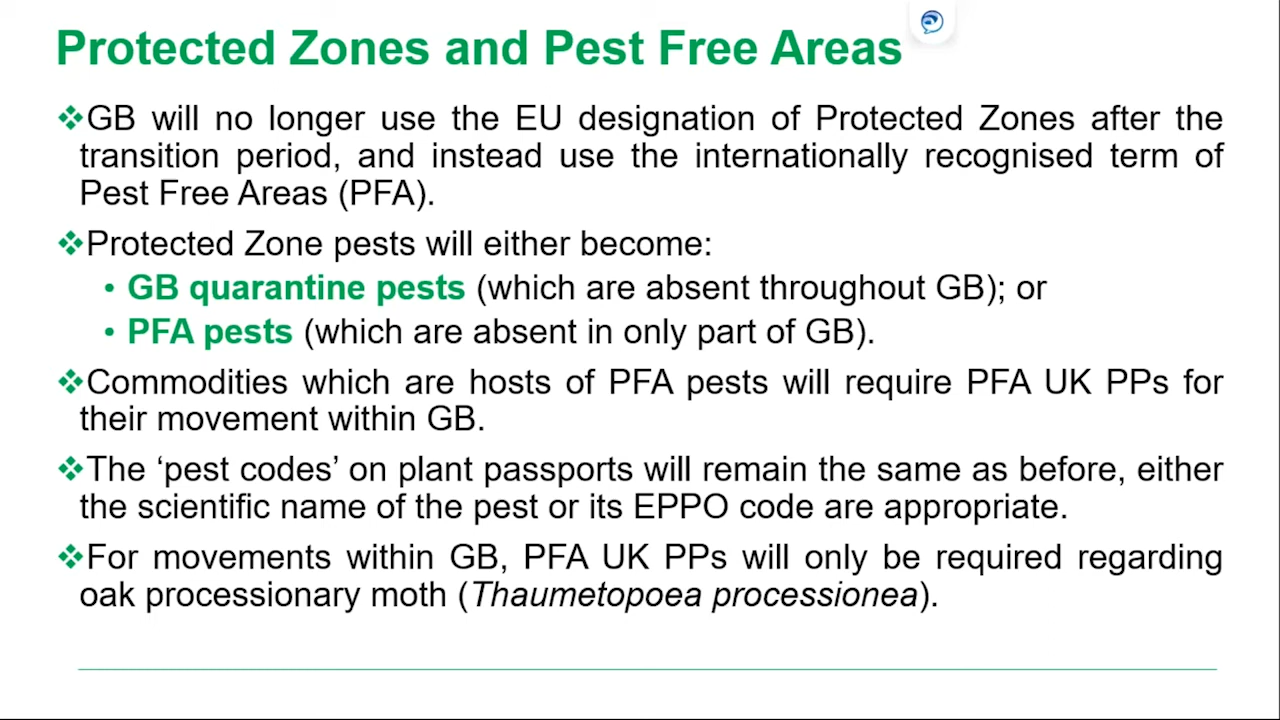 Protected Zones and Pest Free Areas
❖GB will no longer use the EU designation of Protected Zones after the
transition period, and instead use the internationally recognised term of
Pest Free Areas (PFA).
❖Protected Zone pests will either become:
• GB quarantine pests (which are absent throughout GB); or
• PFA pests (which are absent in only part of GB).
❖Commodities which are hosts of PFA pests will require PFA UK PPs for
their movement within GB.
❖The ‘pest codes’ on plant passports will remain the same as before, either
the scientific name of the pest or its EPPO code are appropriate.
❖For movements within GB, PFA UK PPs will only be required regarding
oak processionary moth (Thaumetopoea processionea).